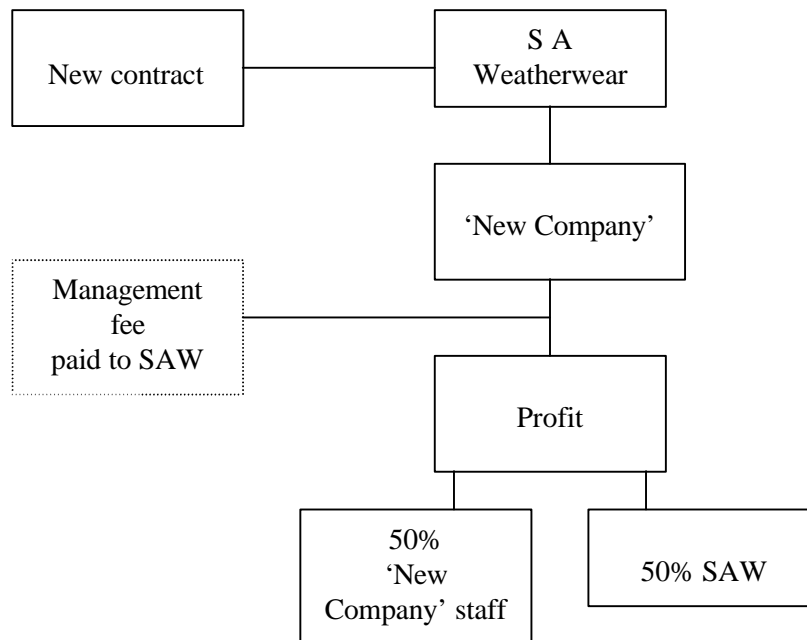 New contract
S A
Weatherwear
‘New Company’
Management
fee
paid to SAW
Profit
50%
‘New
Company’ staff
50% SAW